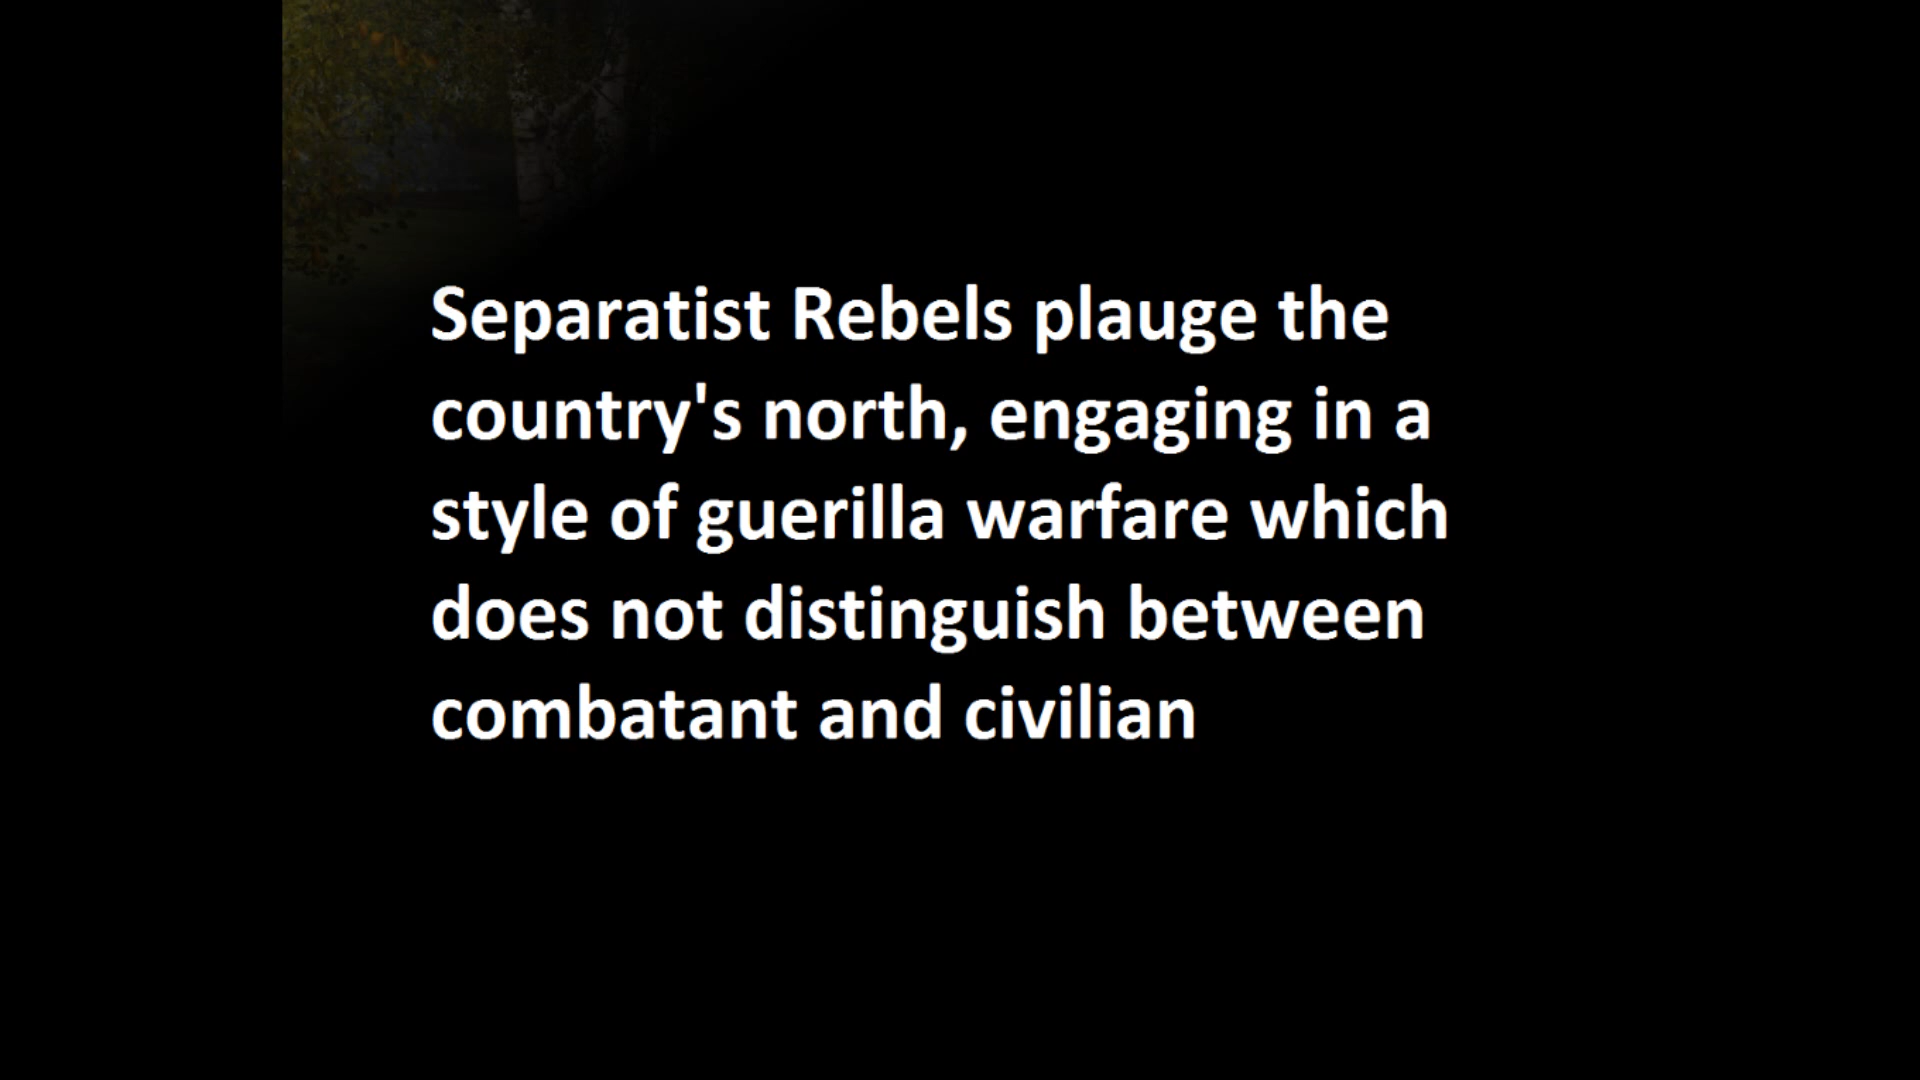 Separatist Rebels plauge the
country's north, engaging in a
style of guerilla warfare which
does not distinguish between
combatant and civilian